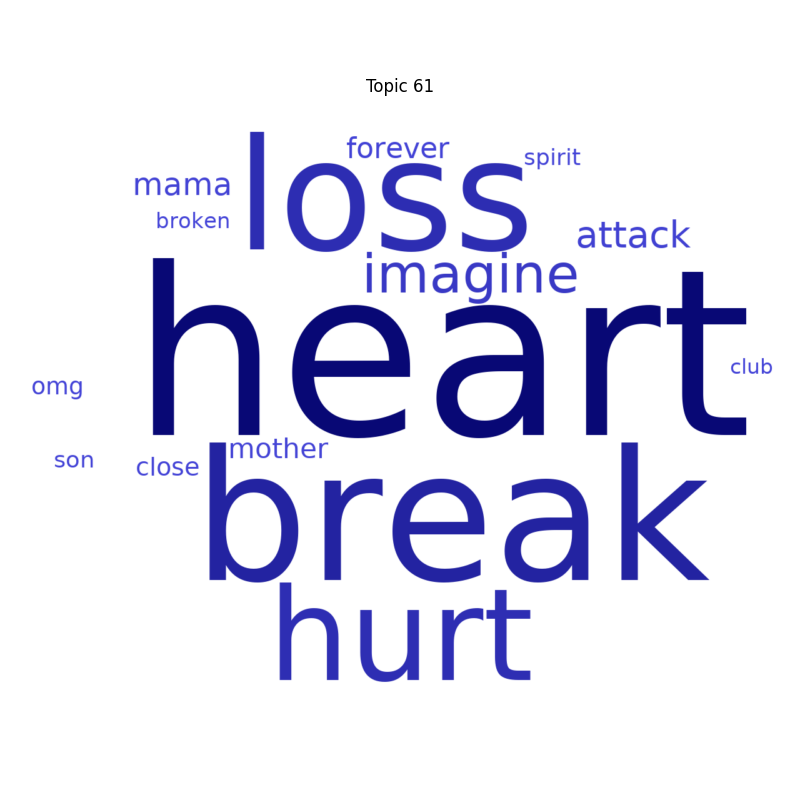 Topic 61
forever
spirit
mama
loss
broken
attack
imagine
heart
club
omg
mother
son
close
break
hurt